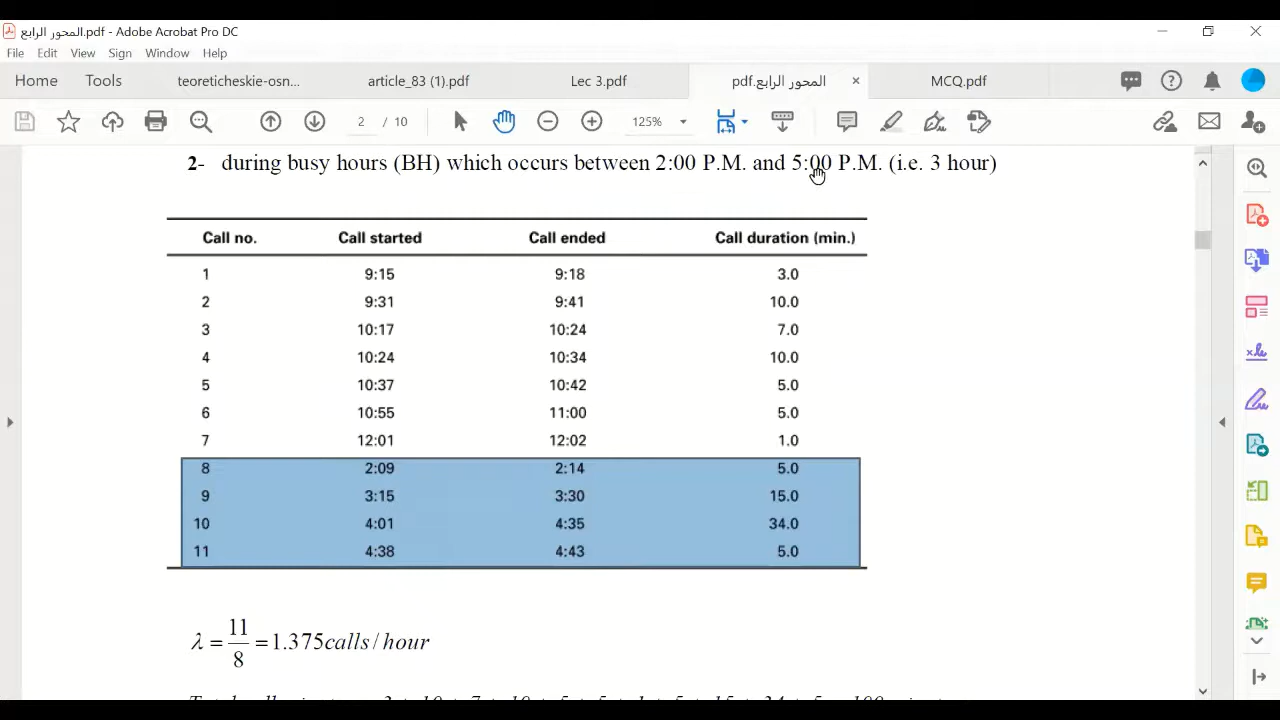 المحور الرابع.pdf - Adobe Acrobat Pro DC
File Edit View Sign Window Help
Home Tools teoreticheskie-osn... article_83 (1).pdf Lec 3.pdf المحور الرابع.pdf × MCQ.pdf
2 / 10 125%
2- during busy hours (BH) which occurs between 2:00 P.M. and 5:00 P.M. (i.e. 3 hour)
Call no. Call started Call ended Call duration (min.)
1 9:15 9:18 3.0
2 9:31 9:41 10.0
3 10:17 10:24 7.0
4 10:24 10:34 10.0
5 10:37 10:42 5.0
6 10:55 11:00 5.0
7 12:01 12:02 1.0
8 2:09 2:14 5.0
9 3:15 3:30 15.0
10 4:01 4:35 34.0
11 4:38 4:43 5.0
λ = 11/8 = 1.375 calls / hour